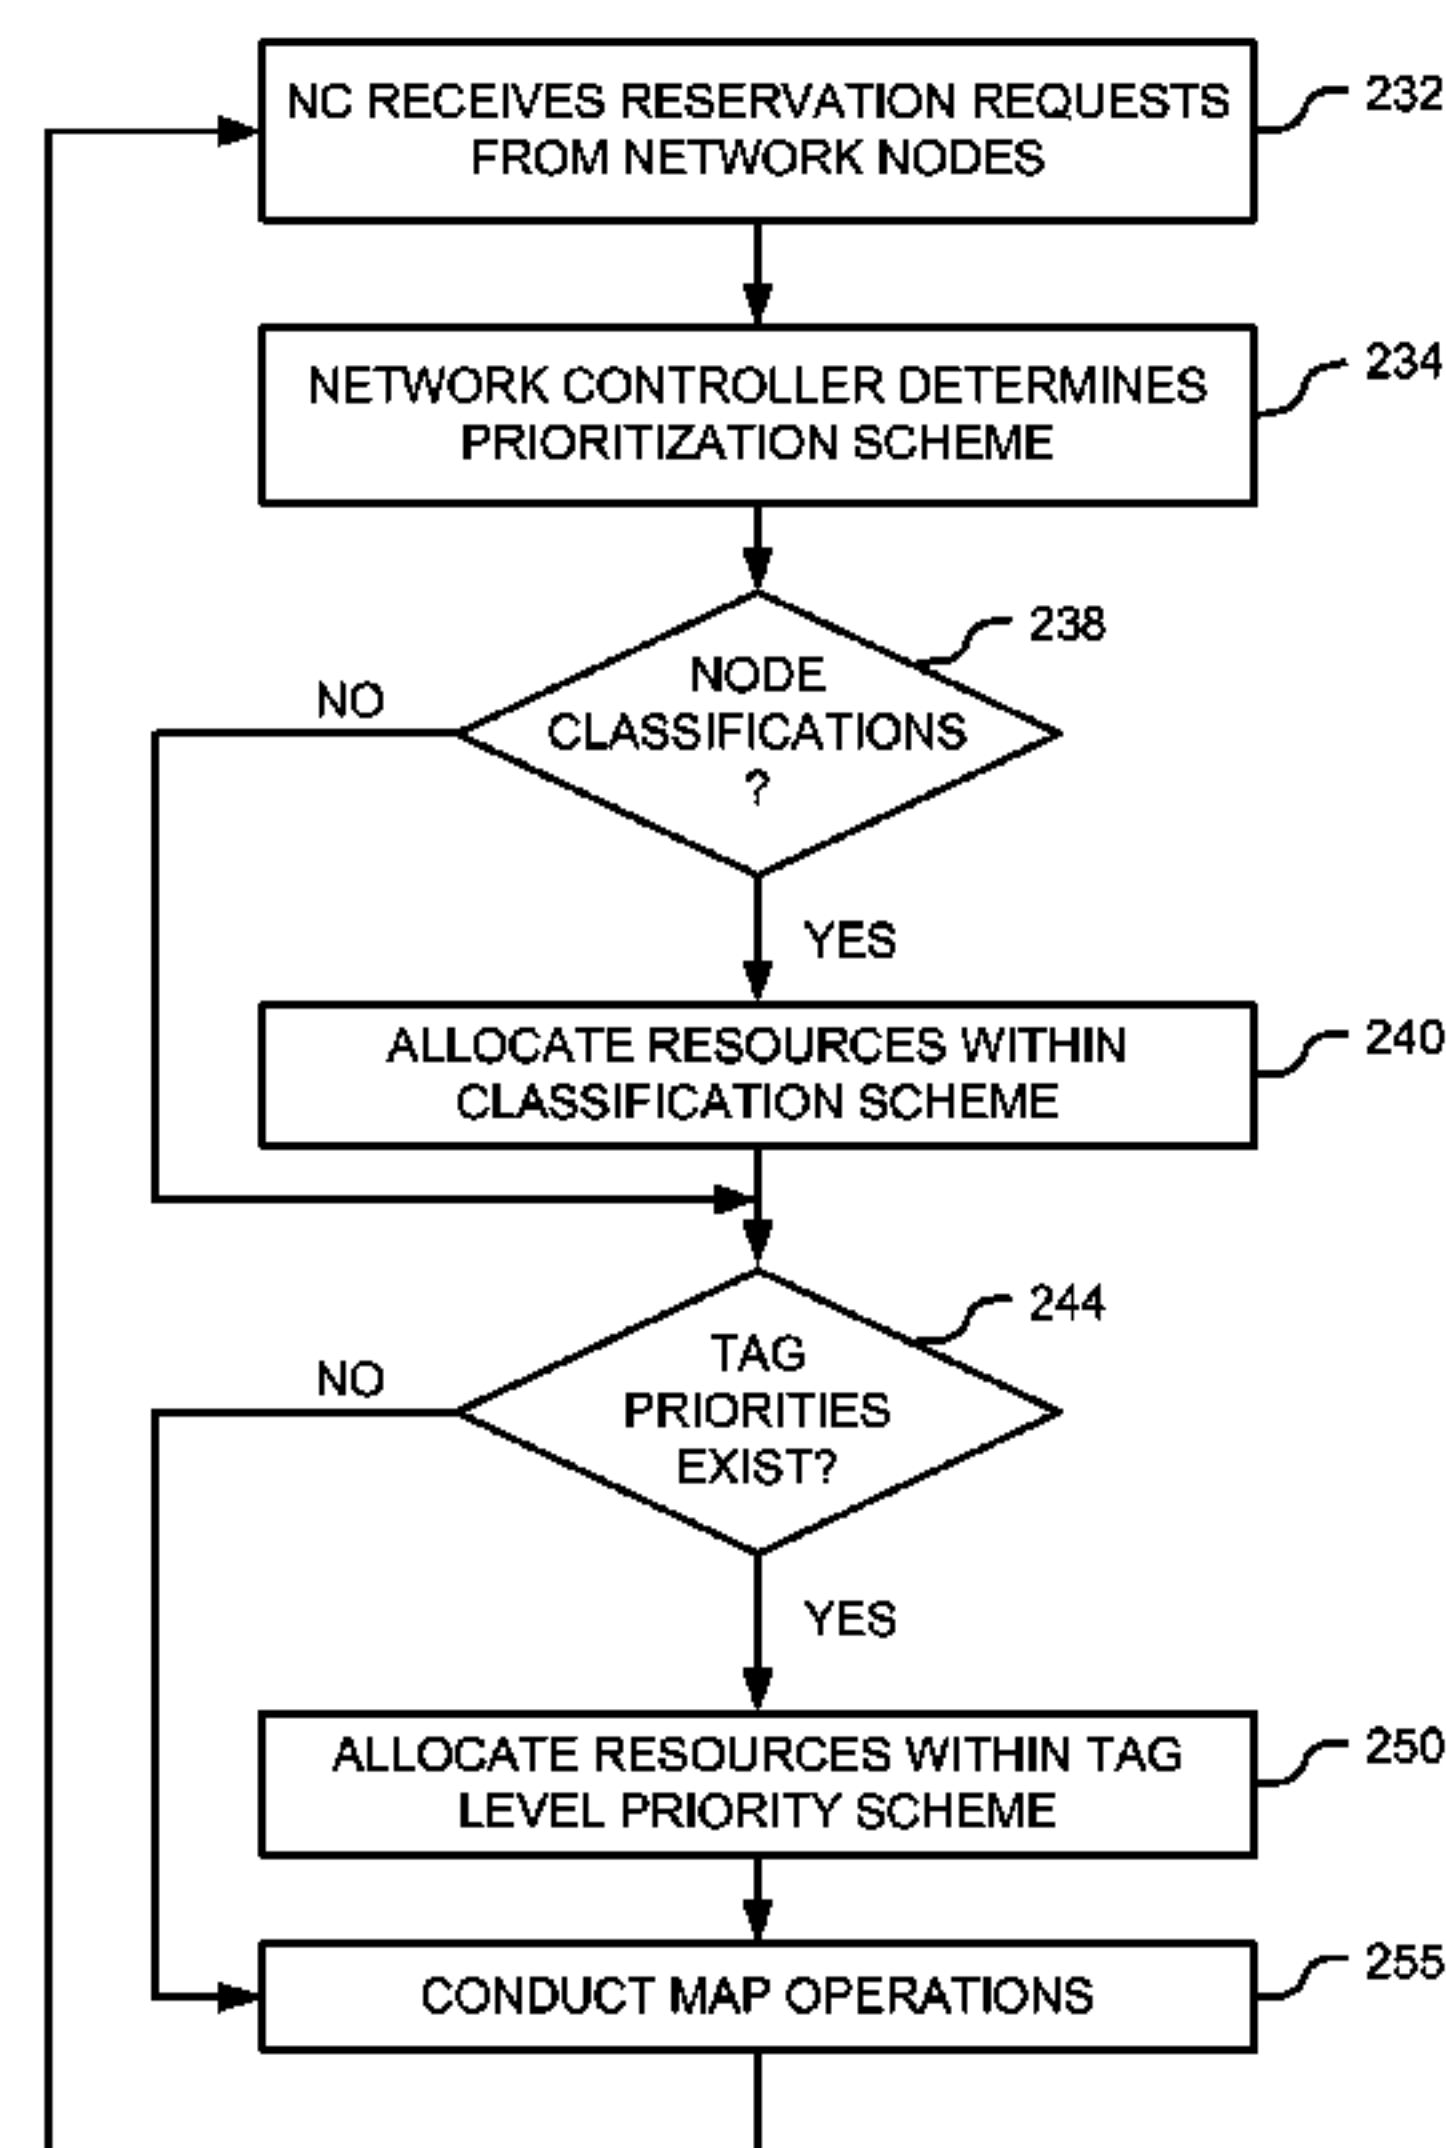 NC RECEIVES RESERVATION REQUESTS
FROM NETWORK NODES
232
NETWORK CONTROLLER DETERMINES
PRIORITIZATION SCHEME
234
NODE
CLASSIFICATIONS
?
238
NO
YES
ALLOCATE RESOURCES WITHIN
CLASSIFICATION SCHEME
240
TAG
PRIORITIES
EXIST?
244
NO
YES
ALLOCATE RESOURCES WITHIN TAG
LEVEL PRIORITY SCHEME
250
CONDUCT MAP OPERATIONS
255